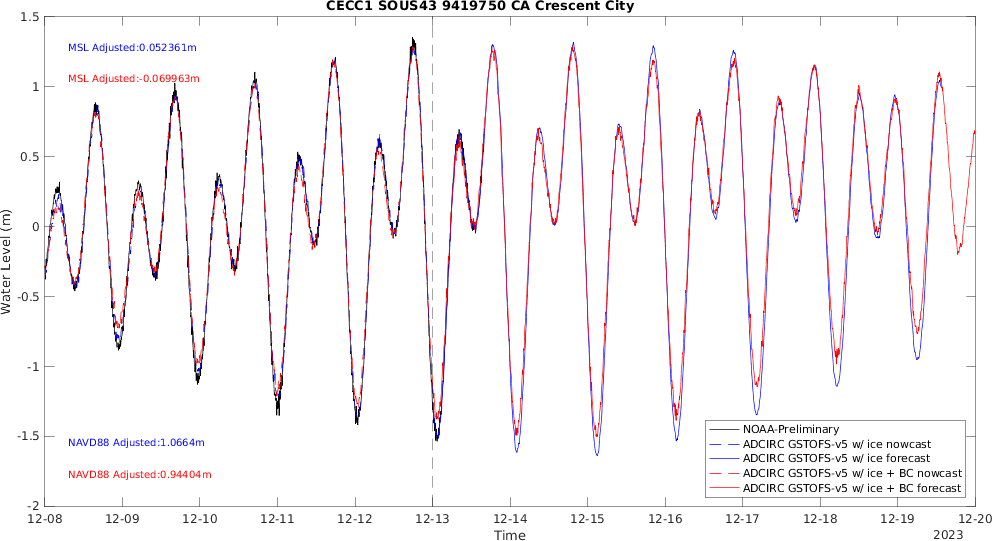 CECC1 SOUS43 9419750 CA Crescent City
1.5
1
0.5
0
-0.5
-1
-1.5
-2
Water Level (m)
MSL Adjusted:0.052361m
MSL Adjusted:-0.069963m
NAVD88 Adjusted:1.0664m
NAVD88 Adjusted:0.94404m
NOAA-Preliminary
ADCIRC GSTOFS-v5 w/ ice nowcast
ADCIRC GSTOFS-v5 w/ ice forecast
ADCIRC GSTOFS-v5 w/ ice + BC nowcast
ADCIRC GSTOFS-v5 w/ ice + BC forecast
12-08 12-09 12-10 12-11 12-12 12-13 12-14 12-15 12-16 12-17 12-18 12-19 12-20
Time
2023